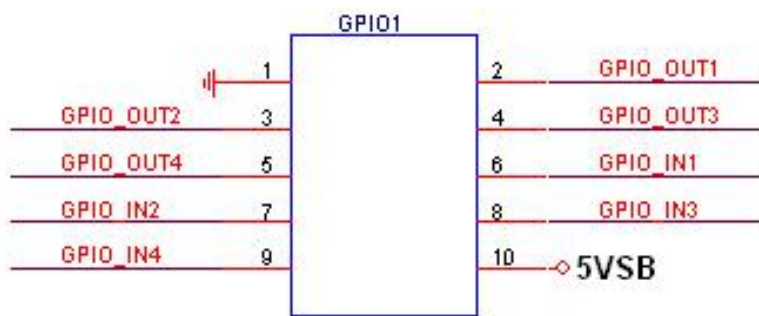 GPIO1
1 2 GPIO_OUT1
GPIO_OUT2 3 4 GPIO_OUT3
GPIO_OUT4 5 6 GPIO_IN1
GPIO_IN2 7 8 GPIO_IN3
GPIO_IN4 9 10 5VSB